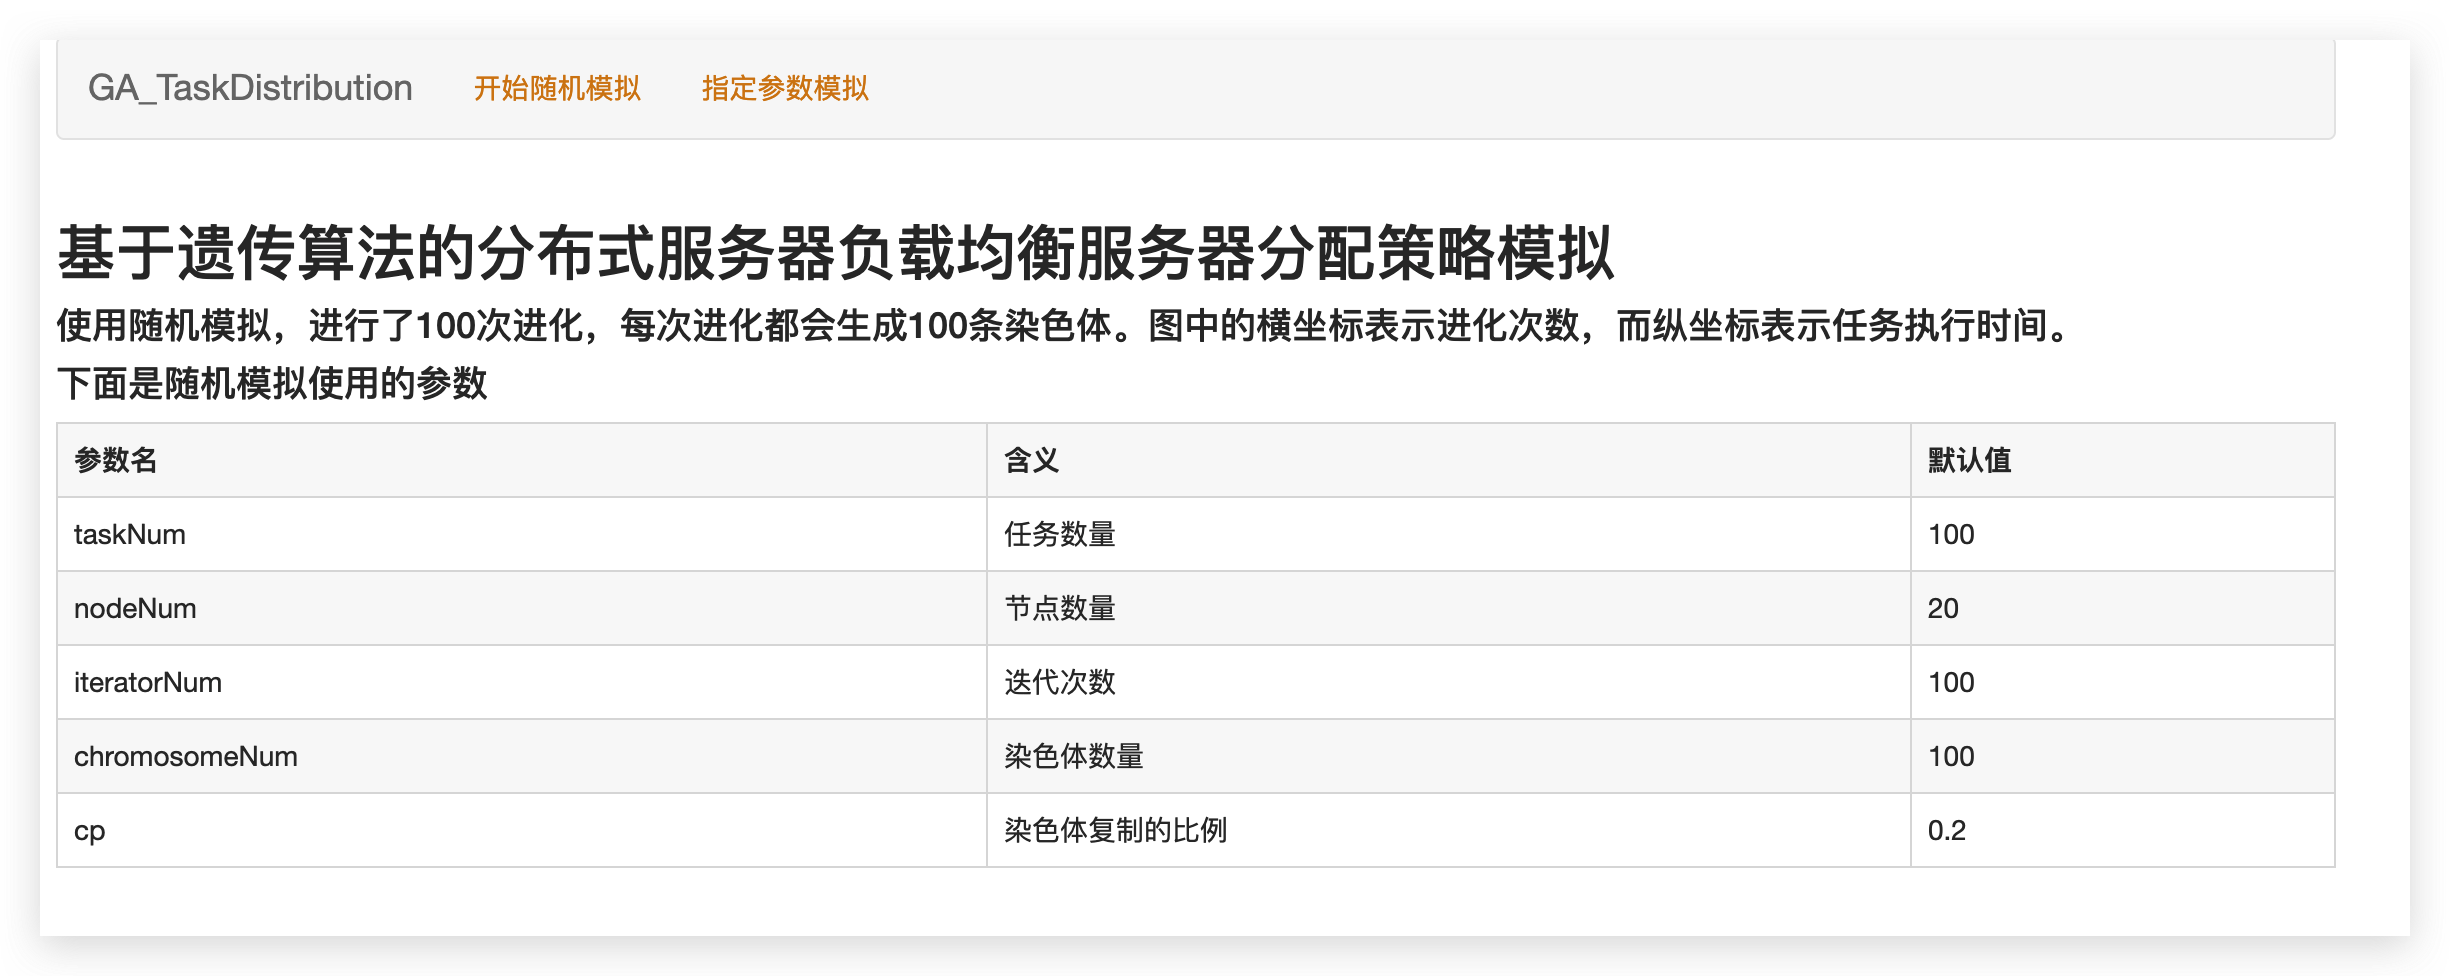 GA_TaskDistribution 开始随机模拟 指定参数模拟
基于遗传算法的分布式服务器负载均衡服务器分配策略模拟
使用随机模拟，进行了100次进化，每次进化都会生成100条染色体。图中的横坐标表示进化次数，而纵坐标表示任务执行时间。
下面是随机模拟使用的参数
参数名 含义 默认值
taskNum 任务数量 100
nodeNum 节点数量 20
iteratorNum 迭代次数 100
chromosomeNum 染色体数量 100
cp 染色体复制的比例 0.2